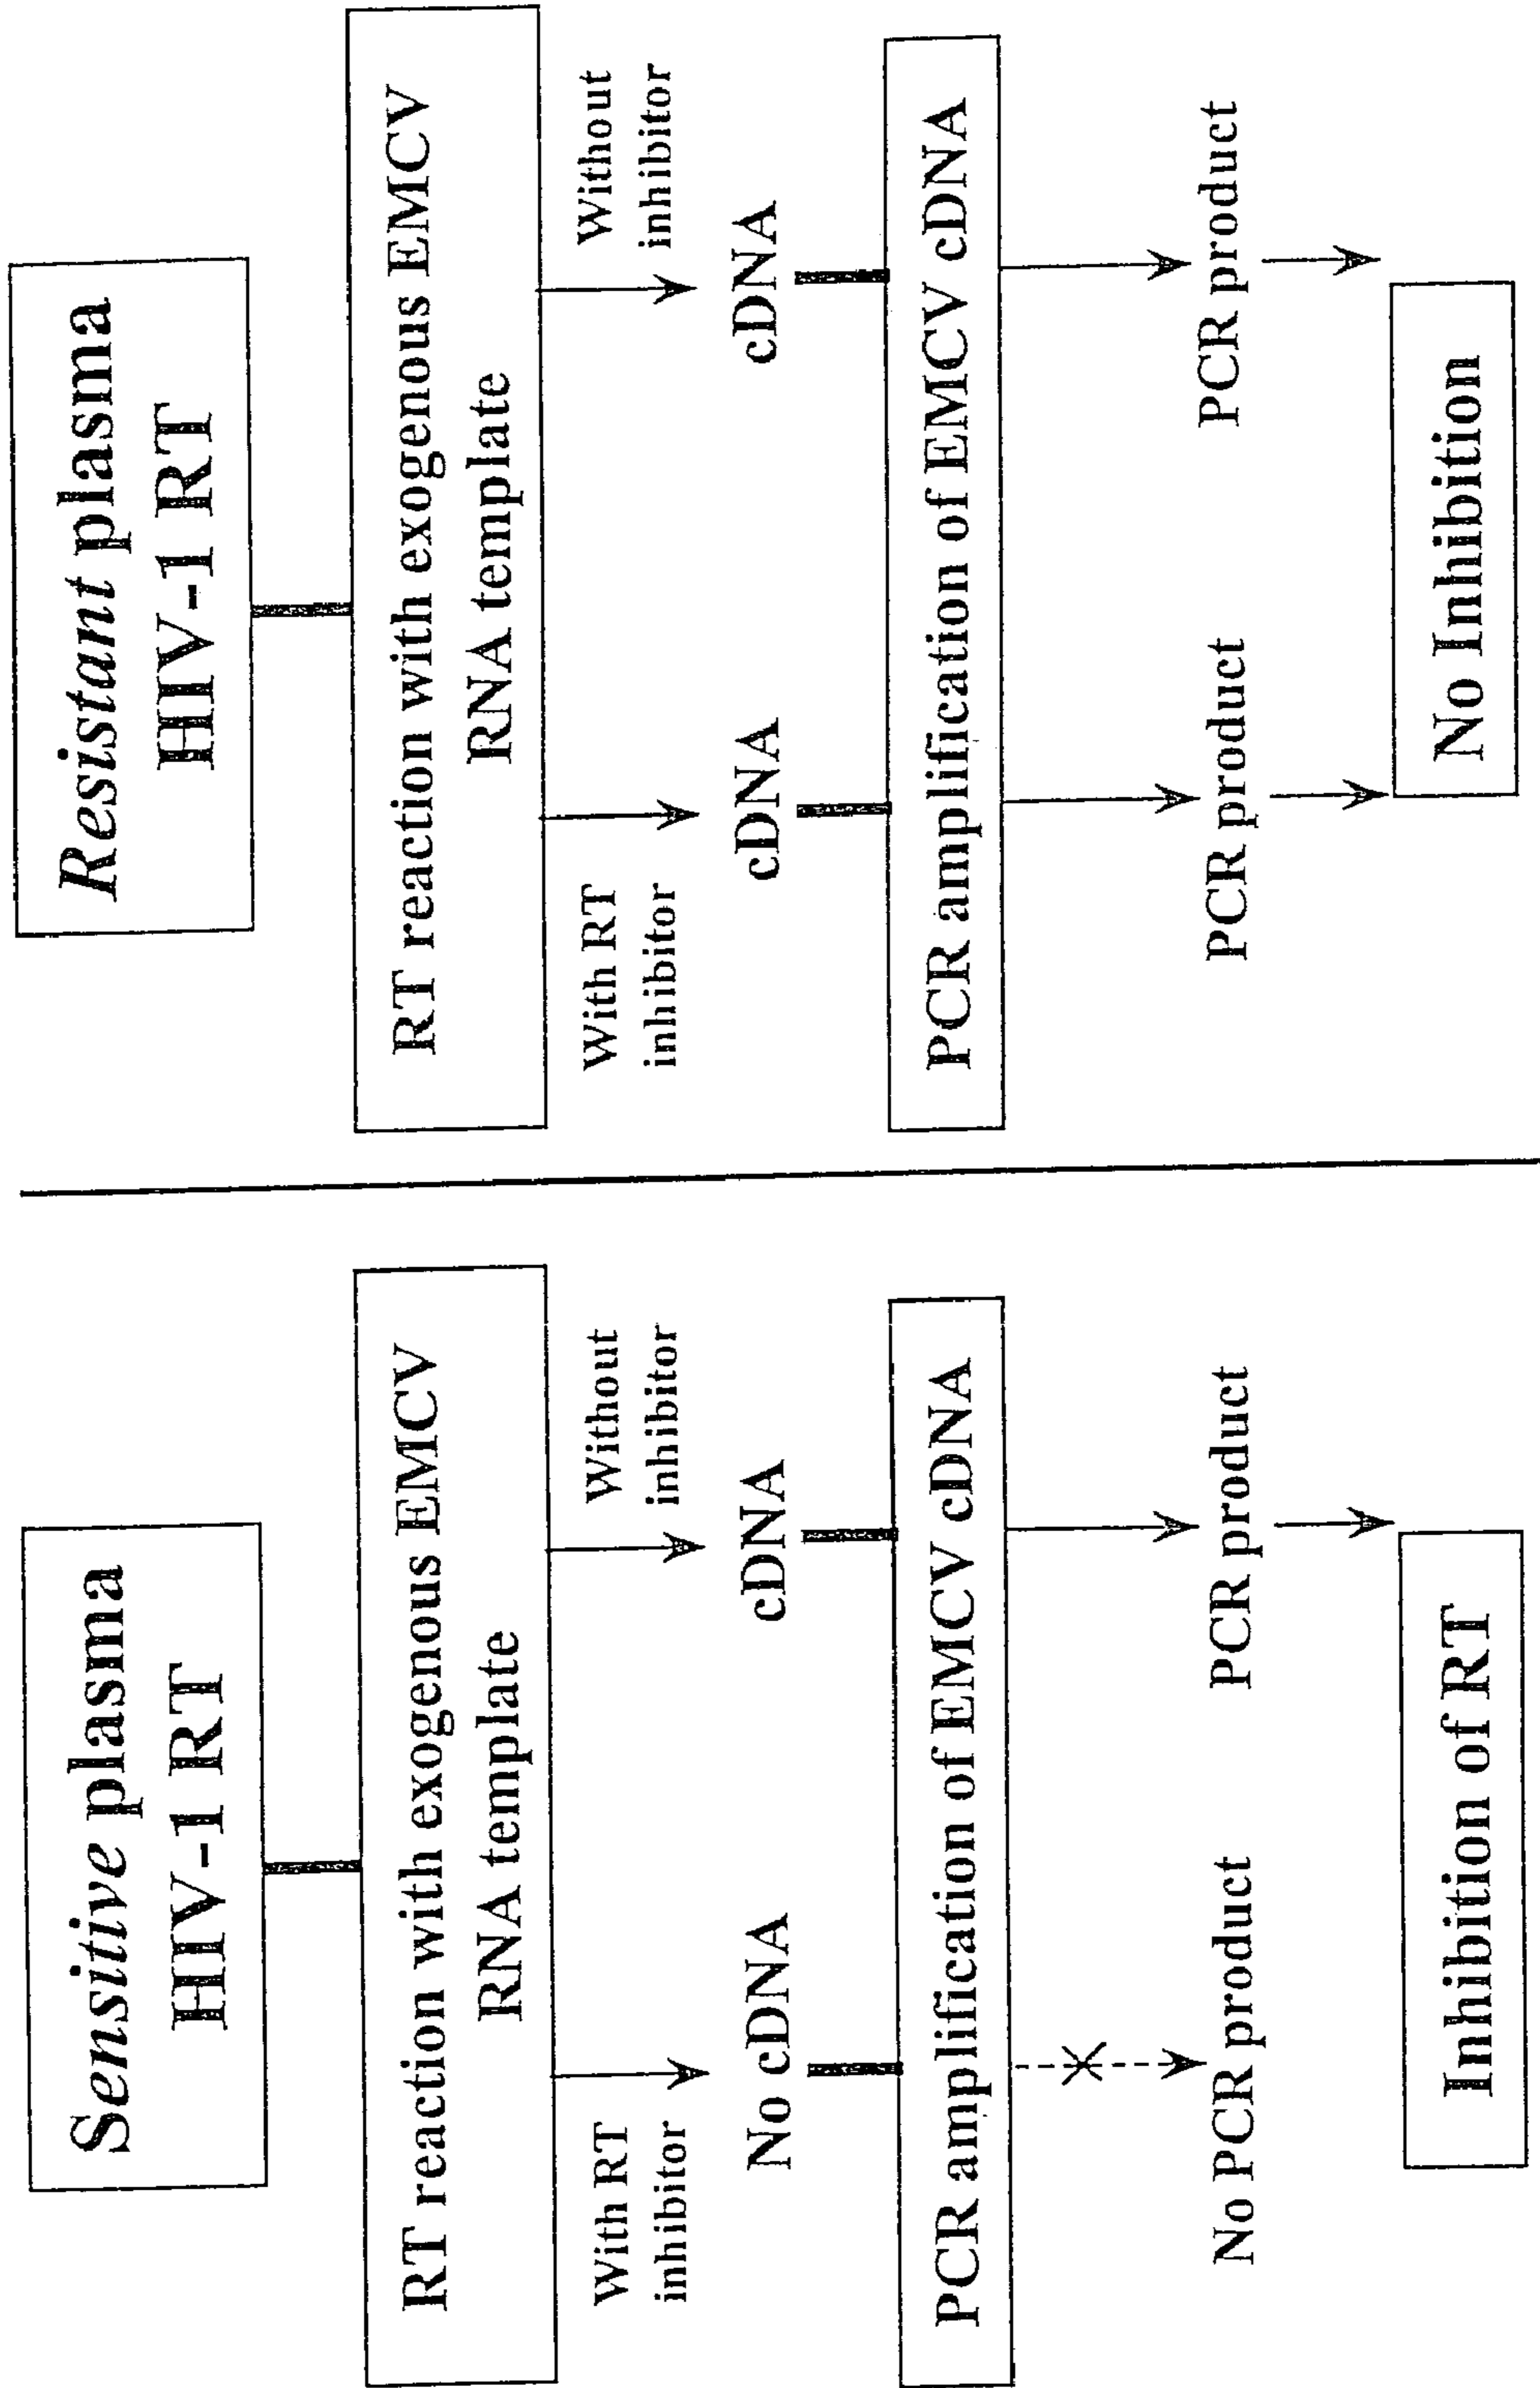 Sensitive plasma
HIV-1 RT
RT reaction with exogenous EMCV
RNA template
With RT
inhibitor
Without
inhibitor
No cDNA
cDNA
PCR amplification of EMCV cDNA
No PCR product
PCR product
Inhibition of RT
Resistant plasma
HIV-1 RT
RT reaction with exogenous EMCV
RNA template
With RT
inhibitor
Without
inhibitor
cDNA
cDNA
PCR amplification of EMCV cDNA
PCR product
PCR product
No Inhibition